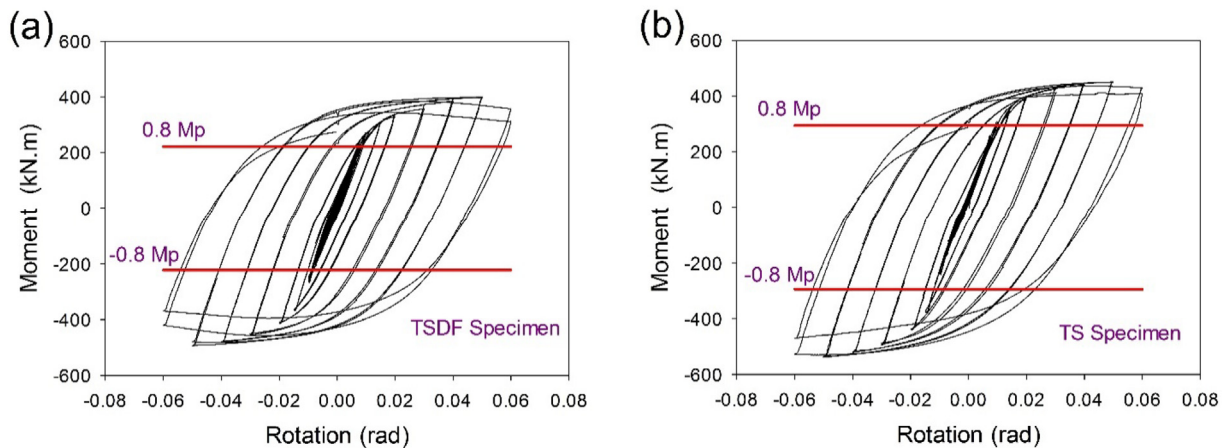 (a)
600
400
200
0
-200
-400
-600
Moment (kN.m)
0.8 Mp
-0.8 Mp
TSDF Specimen
-0.08 -0.06 -0.04 -0.02 0.00 0.02 0.04 0.06 0.08
Rotation (rad)
(b)
600
400
200
0
-200
-400
-600
Moment (kN.m)
0.8 Mp
-0.8 Mp
TS Specimen
-0.08 -0.06 -0.04 -0.02 0.00 0.02 0.04 0.06 0.08
Rotation (rad)